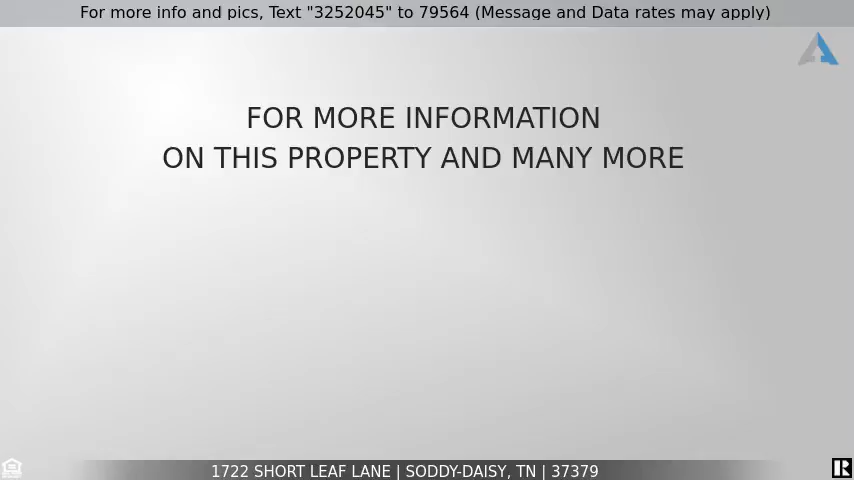 For more info and pics, Text "3252045" to 79564 (Message and Data rates may apply)
FOR MORE INFORMATION
ON THIS PROPERTY AND MANY MORE
1722 SHORT LEAF LANE | SODDY-DAISY, TN | 37379